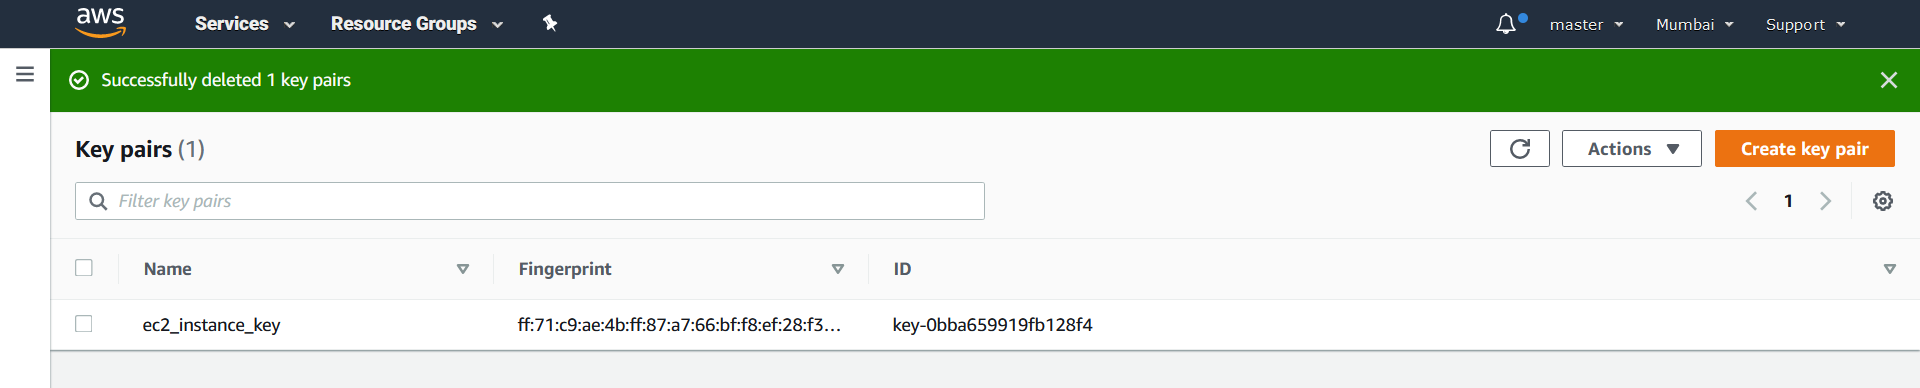 aws Services Resource Groups master Mumbai Support
Successfully deleted 1 key pairs
Key pairs (1) Actions Create key pair
Filter key pairs 1
Name Fingerprint ID
ec2_instance_key ff:71:c9:ae:4b:ff:87:a7:66:bf:f8:ef:28:f3... key-0bba659919fb128f4